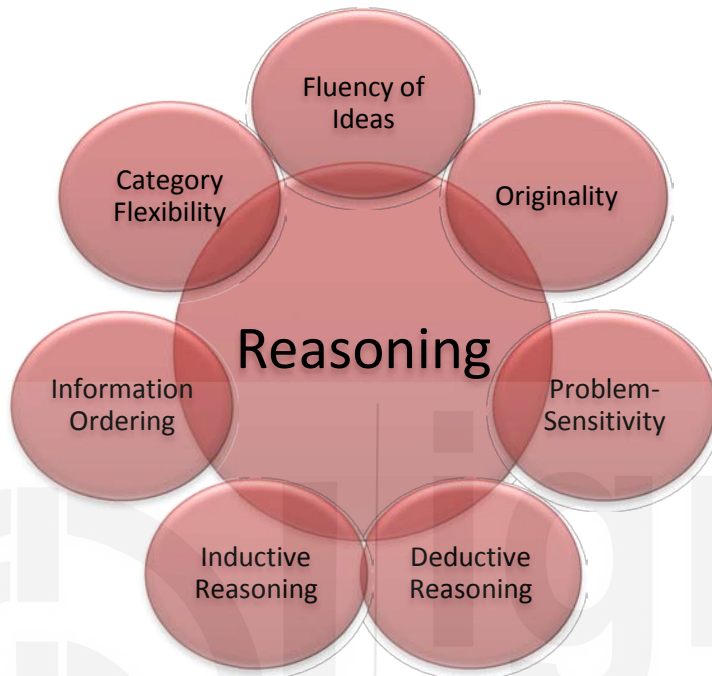 Fluency of
Ideas
Originality
Problem-
Sensitivity
Deductive
Reasoning
Inductive
Reasoning
Information
Ordering
Category
Flexibility
Reasoning